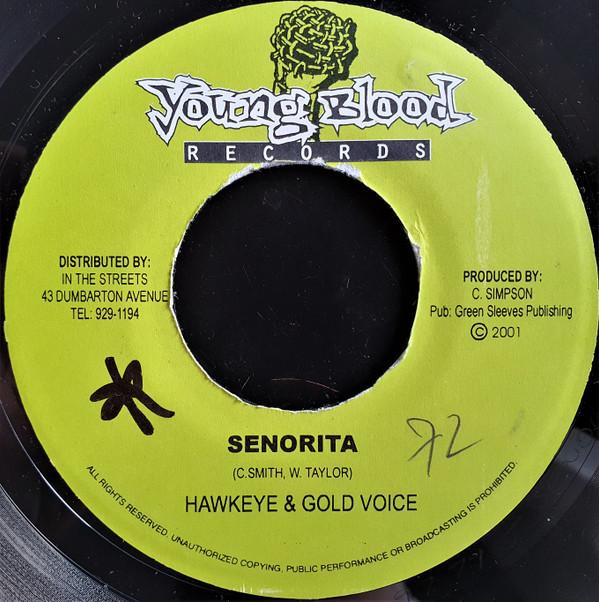 Young Blood
RECORDS
DISTRIBUTED BY:
IN THE STREETS
43 DUMBARTON AVENUE
TEL: 929-1194
PRODUCED BY:
C. SIMPSON
Pub: Green Sleeves Publishing
© 2001
72
SENORITA
(C.SMITH, W. TAYLOR)
HAWKEYE & GOLD VOICE
ALL RIGHTS RESERVED. UNAUTHORIZED COPYING, PUBLIC PERFORMANCE OR BROADCASTING IS PROHIBITED.